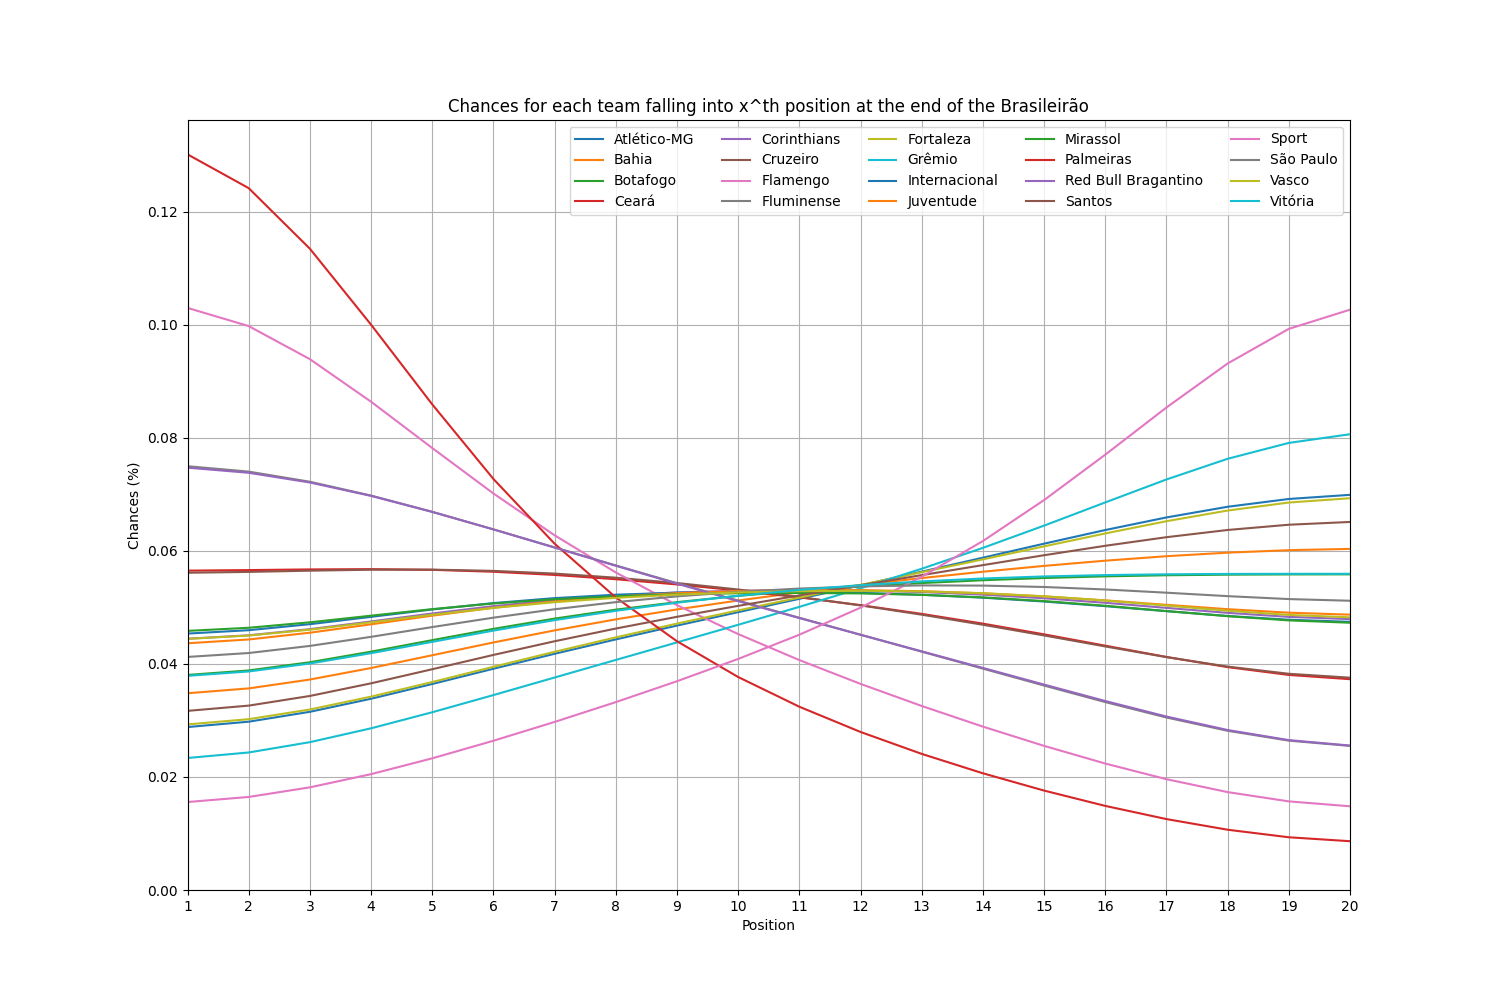 Chances for each team falling into x^th position at the end of the Brasileirão
Atlético-MG
Bahia
Botafogo
Ceará
Corinthians
Cruzeiro
Flamengo
Fluminense
Fortaleza
Grêmio
Internacional
Juventude
Mirassol
Palmeiras
Red Bull Bragantino
Santos
Sport
São Paulo
Vasco
Vitória
Chances (%)
0.12
0.10
0.08
0.06
0.04
0.02
0.00
1 2 3 4 5 6 7 8 9 10 11 12 13 14 15 16 17 18 19 20
Position